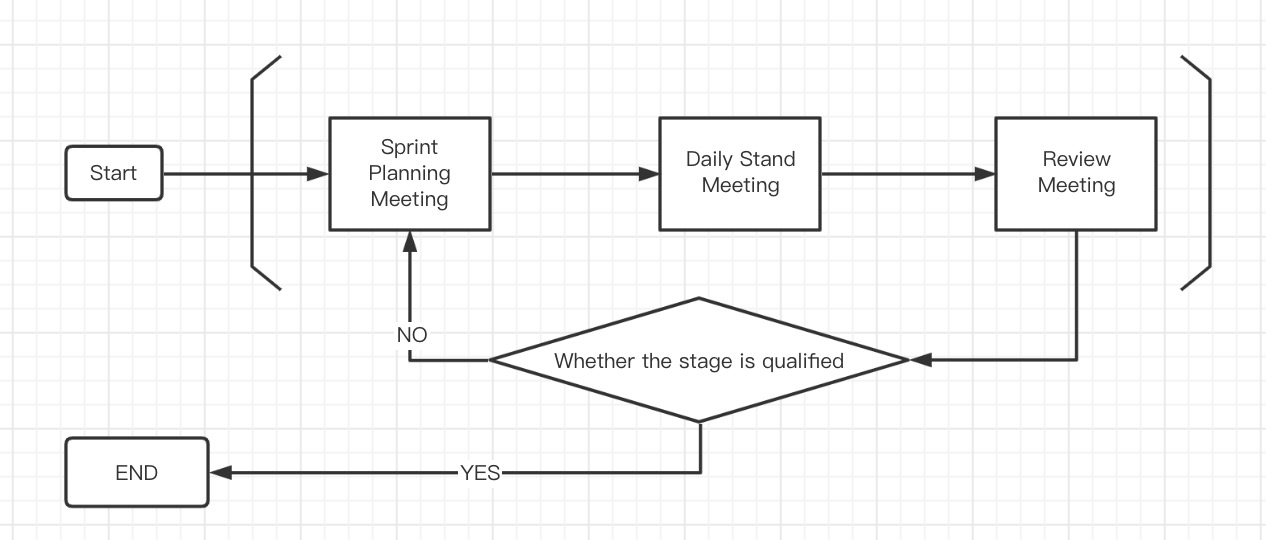 Start
Sprint
Planning
Meeting
Daily Stand
Meeting
Review
Meeting
NO
Whether the stage is qualified
END
YES